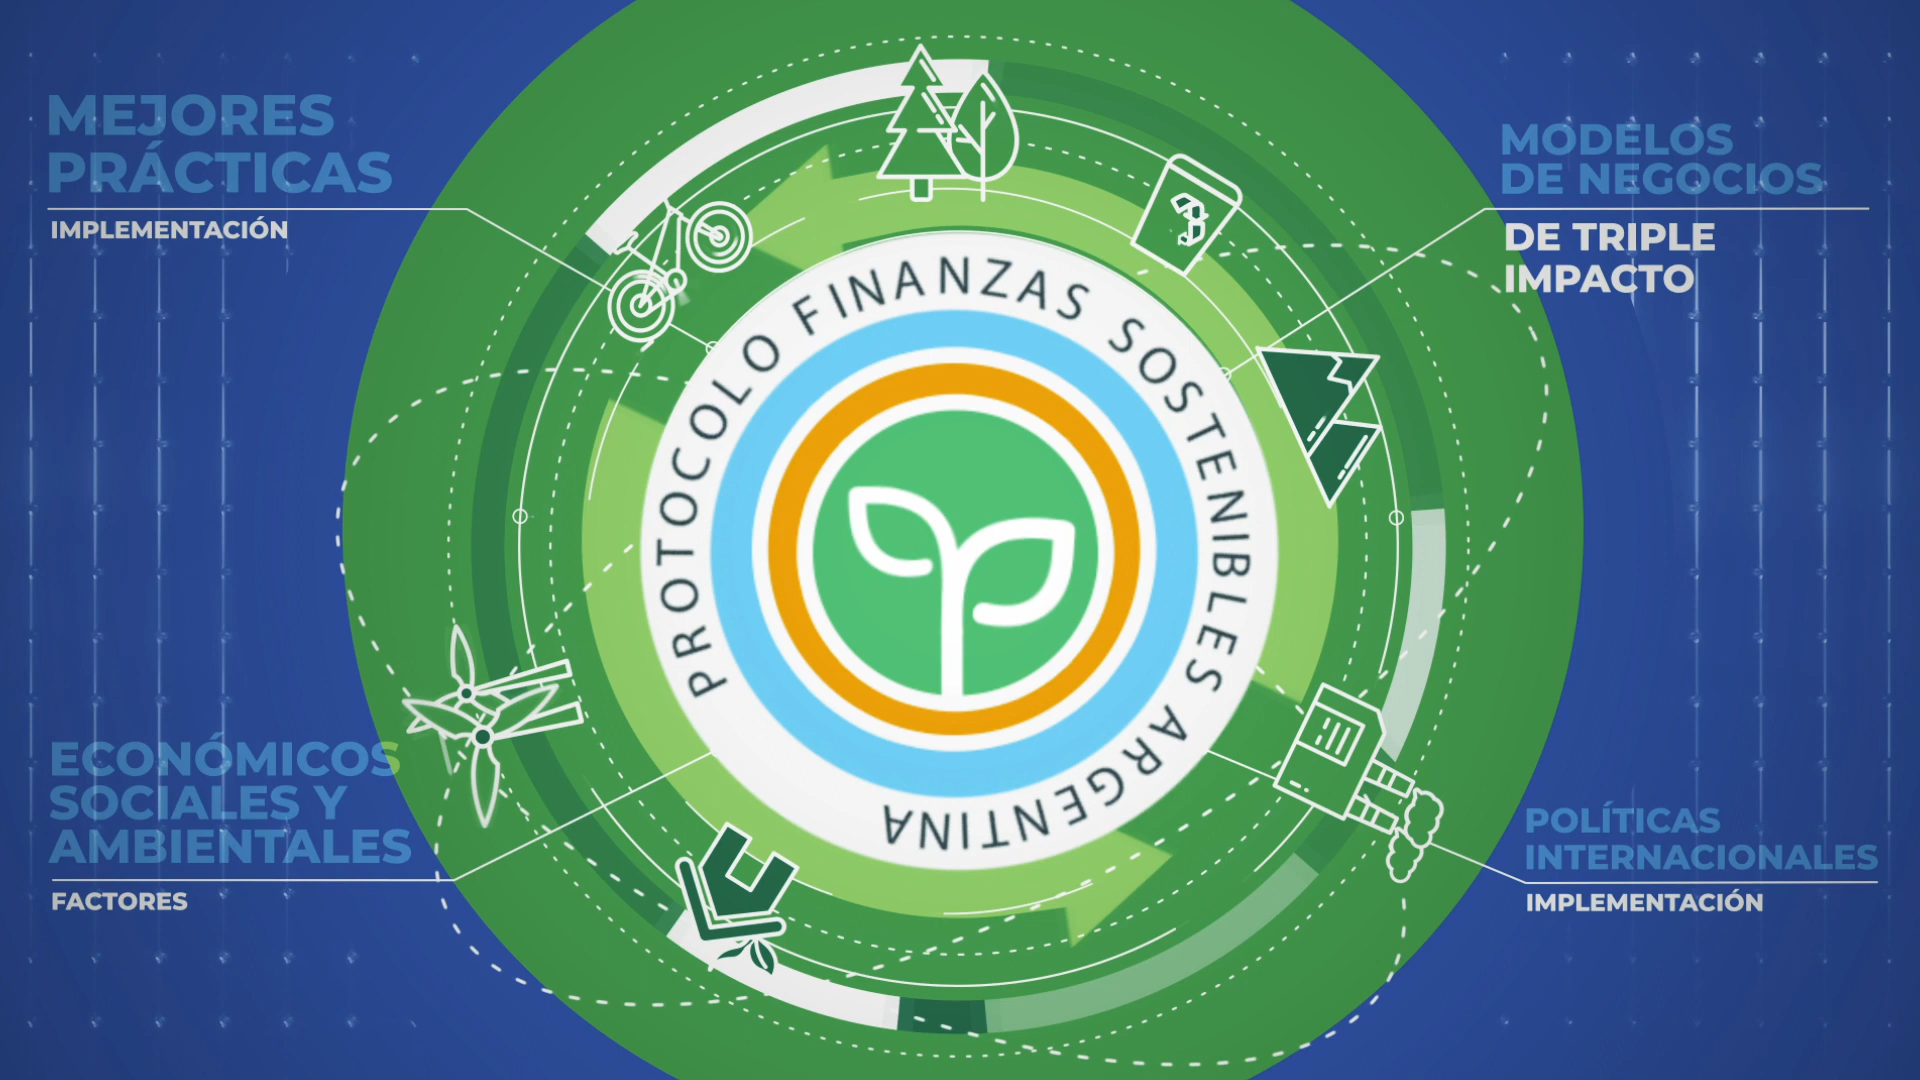 MEJORES
PRÁCTICAS
IMPLEMENTACIÓN
MODELOS
DE NEGOCIOS
DE TRIPLE
IMPACTO
PROTOCOLO FINANZAS SOSTENIBLES ARGENTINA
ECONÓMICOS
SOCIALES Y
AMBIENTALES
FACTORES
POLÍTICAS
INTERNACIONALES
IMPLEMENTACIÓN